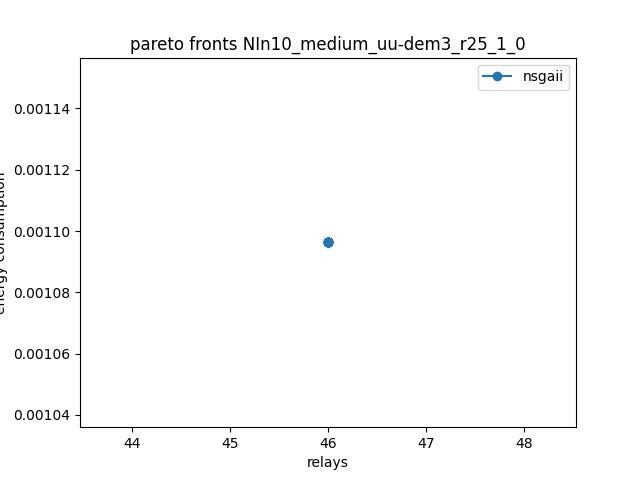 pareto fronts NIn10_medium_uu-dem3_r25_1_0
nsgaii
0.00114
0.00112
0.00110
0.00108
0.00106
0.00104
energy consumption
44 45 46 47 48
relays